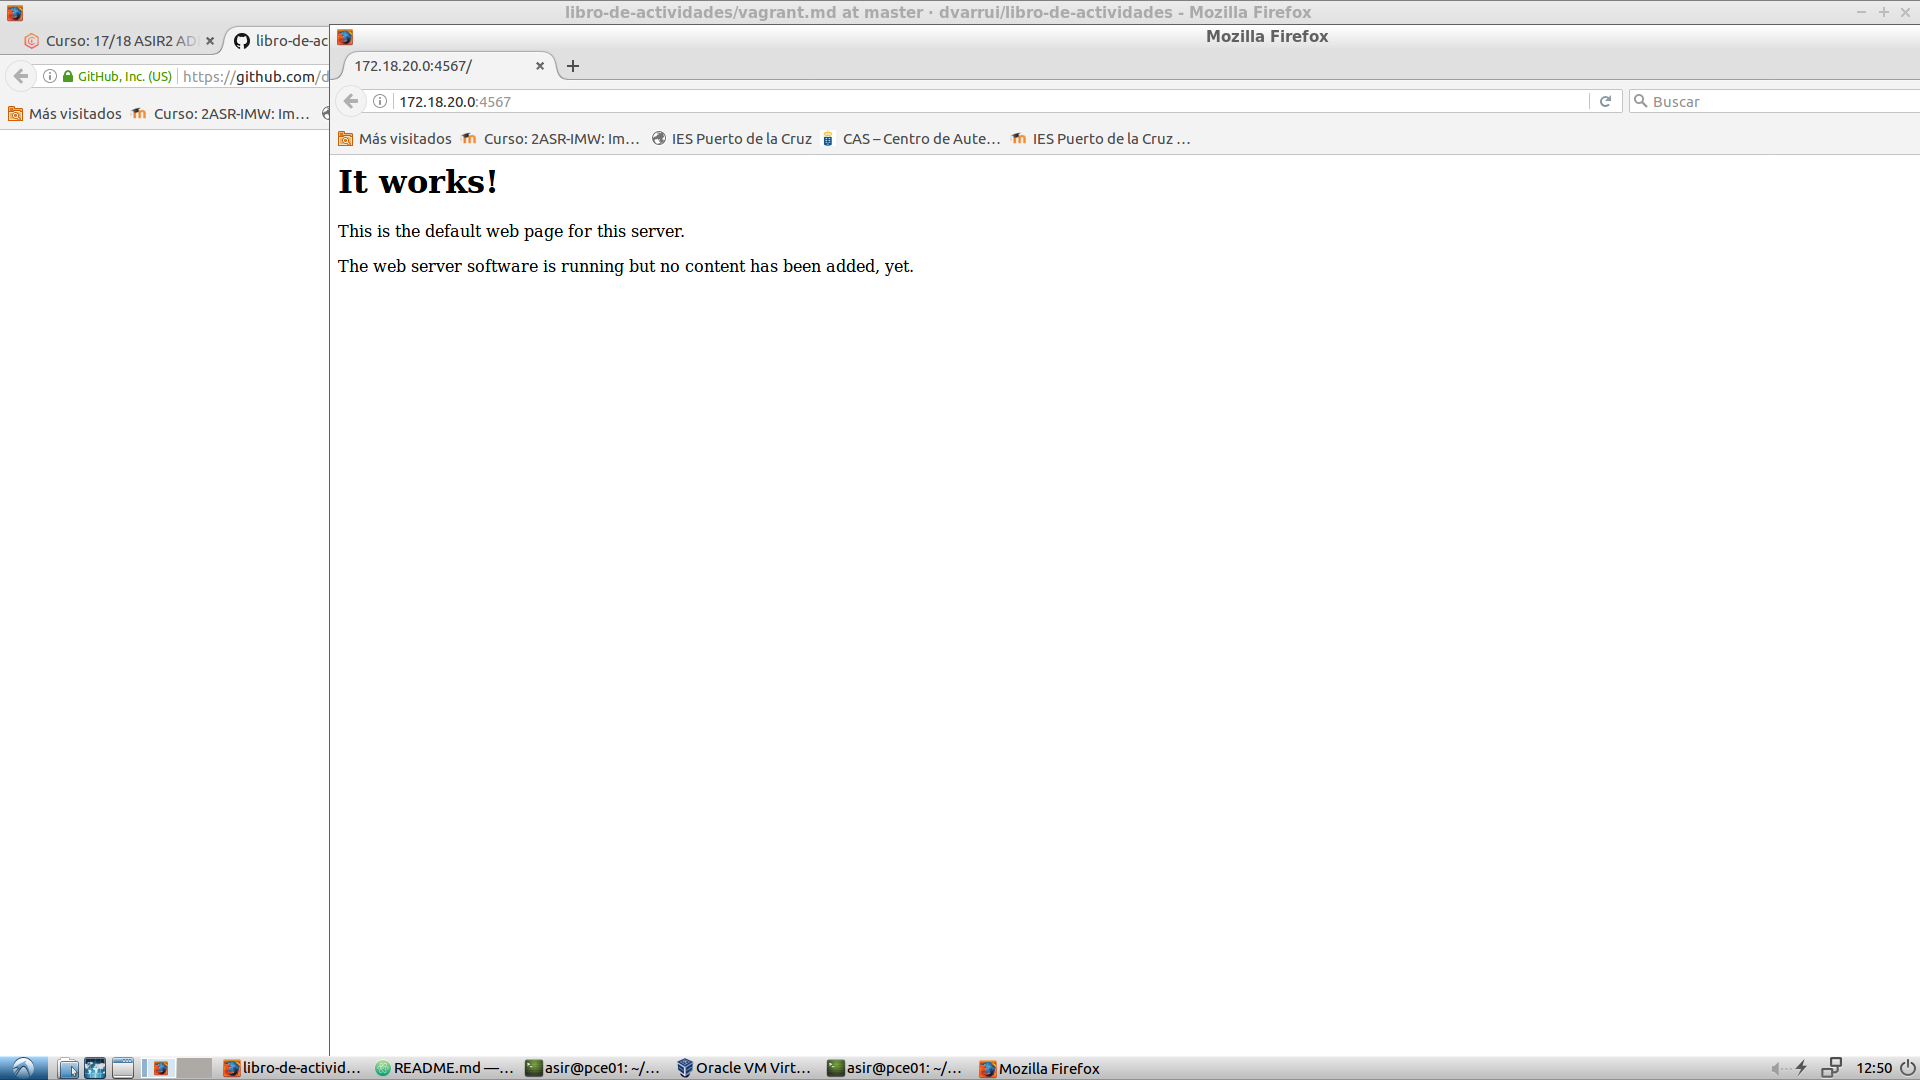 libro-de-actividades/vagrant.md at master · dvarrui/libro-de-actividades - Mozilla Firefox
Curso: 17/18 ASIR2 AD
libro-de-ac
GitHub, Inc. (US)
https://github.com/d
Más visitados
Curso: 2ASR-IMW: Im...
Mozilla Firefox
172.18.20.0:4567/
172.18.20.0:4567
Buscar
Más visitados
Curso: 2ASR-IMW: Im...
IES Puerto de la Cruz
CAS – Centro de Aute...
IES Puerto de la Cruz ...
It works!
This is the default web page for this server.
The web server software is running but no content has been added, yet.
libro-de-activid...
README.md —...
asir@pce01: ~/...
Oracle VM Virt...
asir@pce01: ~/...
Mozilla Firefox
12:50